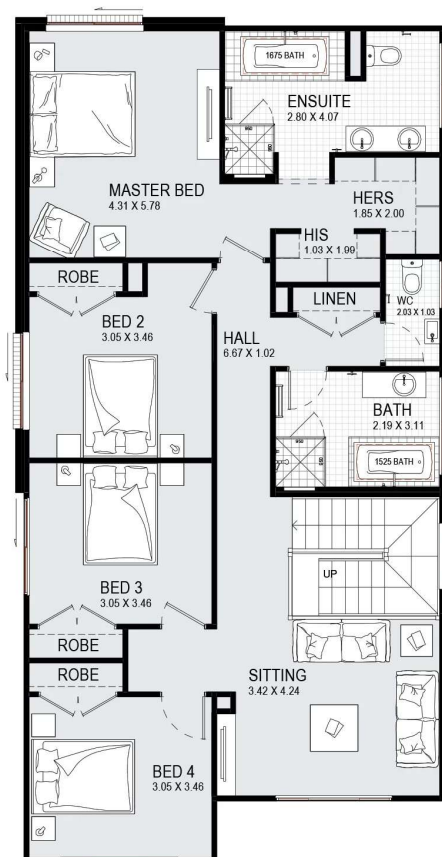 1675 BATH
ENSUITE
2.80 X 4.07
950
950
MASTER BED
4.31 X 5.78
HERS
1.85 X 2.00
HIS
1.03 X 1.99
ROBE
LINEN
WC
2.03 X 1.03
BED 2
3.05 X 3.46
HALL
6.67 X 1.02
BATH
2.19 X 3.11
950
1525 BATH
BED 3
3.05 X 3.46
UP
ROBE
ROBE
SITTING
3.42 X 4.24
BED 4
3.05 X 3.46